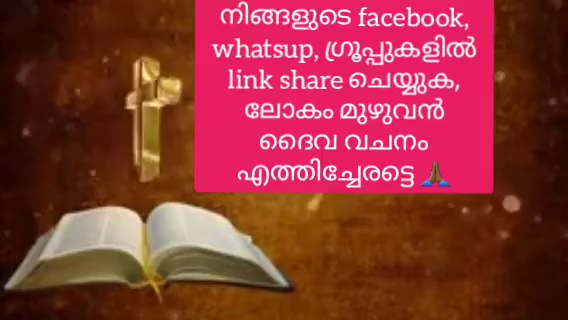 നിങ്ങളുടെ facebook,
whatsup, ഗ്രൂപ്പുകളിൽ
link share ചെയ്യുക,
ലോകം മുഴുവൻ
ദൈവ വചനം
എത്തിച്ചേരട്ടെ 🙏🏾